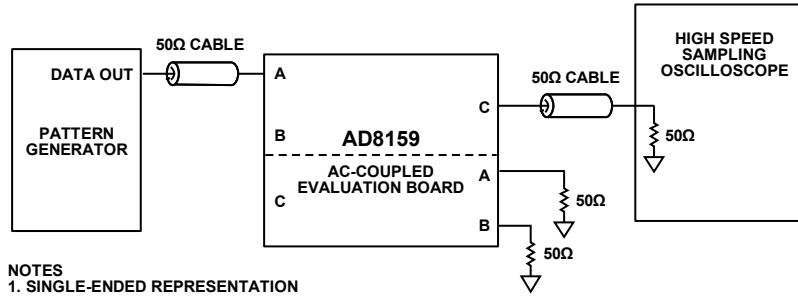 50Ω CABLE
DATA OUT
PATTERN
GENERATOR
A
B
C
AD8159
AC-COUPLED
EVALUATION BOARD
C
A
B
50Ω CABLE
50Ω
50Ω
HIGH SPEED
SAMPLING
OSCILLOSCOPE
50Ω
NOTES
1. SINGLE-ENDED REPRESENTATION